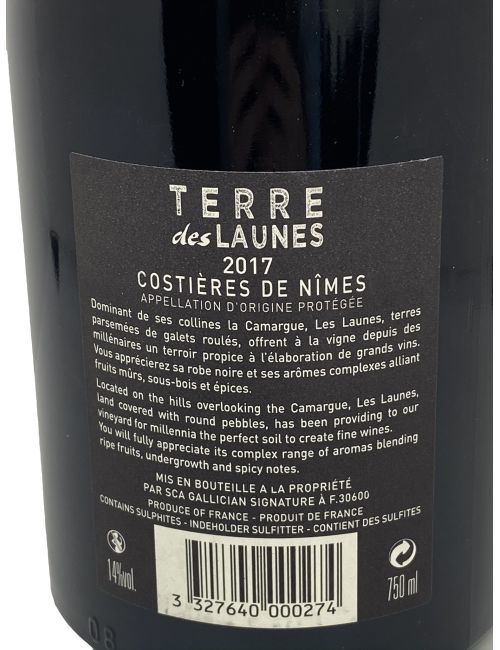 TERRE
des LAUNES
2017
COSTIÈRES DE NÎMES
APPELLATION D'ORIGINE PROTÉGÉE
Dominant de ses collines la Camargue, Les Launes, terres
parsemées de galets roulés, offrent à la vigne depuis des
millénaires un terroir propice à l'élaboration de grands vins.
Vous apprécierez sa robe noire et ses arômes complexes alliant
fruits mûrs, sous-bois et épices.
Located on the hills overlooking the Camargue, Les Launes,
land covered with round pebbles, has been providing to our
vineyard for millennia the perfect soil to create fine wines.
You will fully appreciate its complex range of aromas blending
ripe fruits, undergrowth and spicy notes.
MIS EN BOUTEILLE A LA PROPRIÉTÉ
PAR SCA GALLICIAN SIGNATURE À F.30600
PRODUCE OF FRANCE - PRODUIT DE FRANCE
CONTAINS SULPHITES - INDEHOLDER SULFITTER - CONTIENT DES SULFITES
14%vol.
3 327640 000274
750 ml